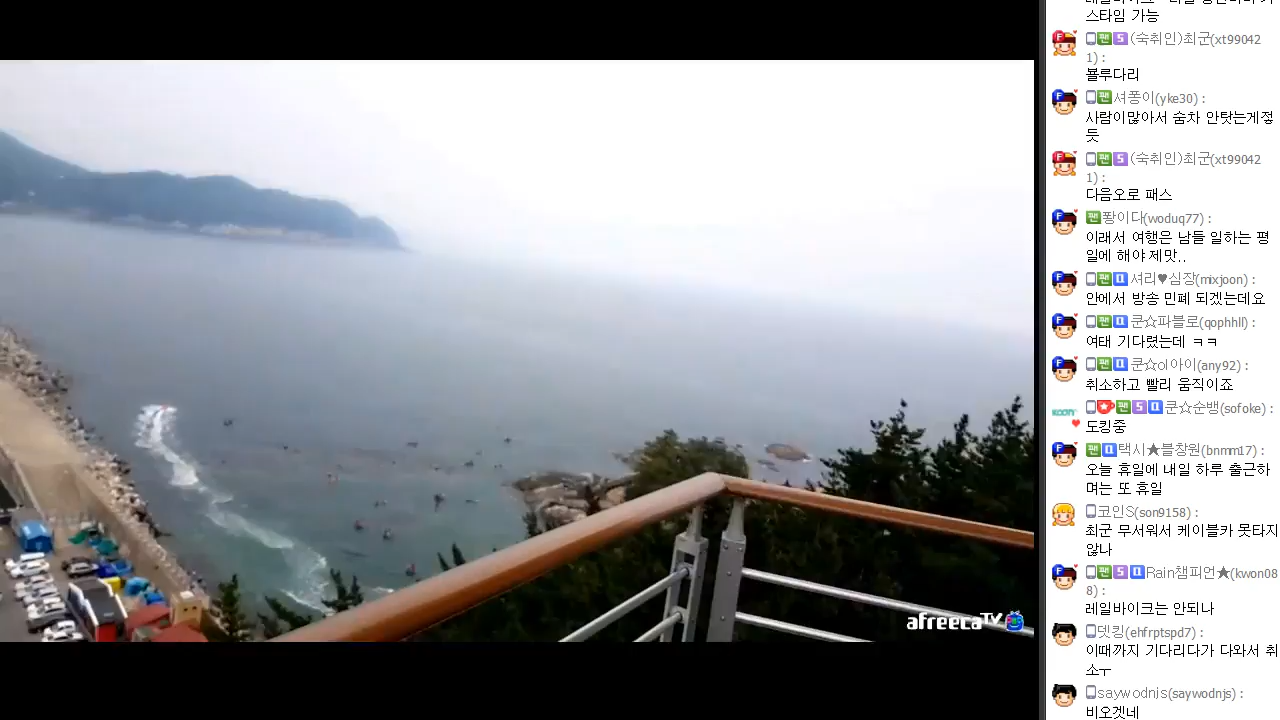 스타임 가능
(숙취인)최군(xt99042
1) :
뵬루다리
셔퐁이(yke30) :
사람이많아서 숨차 안탓는게젛
듯
(숙취인)최군(xt99042
1) :
다음오로 패스
퐝이다(woduq77) :
이래서 여행은 남들 일하는 평
일에 해야 제맛..
셔리♥심장(mixjoon) :
안에서 방송 민폐 되겠는데요
쿤☆파블로(qophhll) :
여태 기다렸는데 ㅋㅋ
쿤☆o이아이(any92) :
취소하고 빨리 움직이죠
쿤☆순뱅(sofoke) :
도킹중
택시★블창원(bnmm17) :
오늘 휴일에 내일 하루 출근하
며는 또 휴일
코인S(son9158) :
최군 무서워서 케이블카 못타지
않나
Rain챔피언★(kwon08
8) :
레일바이크는 안되나
뎃킹(ehfrptspd7) :
이때까지 기다리다가 다와서 취
소ㅜ
saywodnjs(saywodnjs) :
비오겟네
afreecaTV